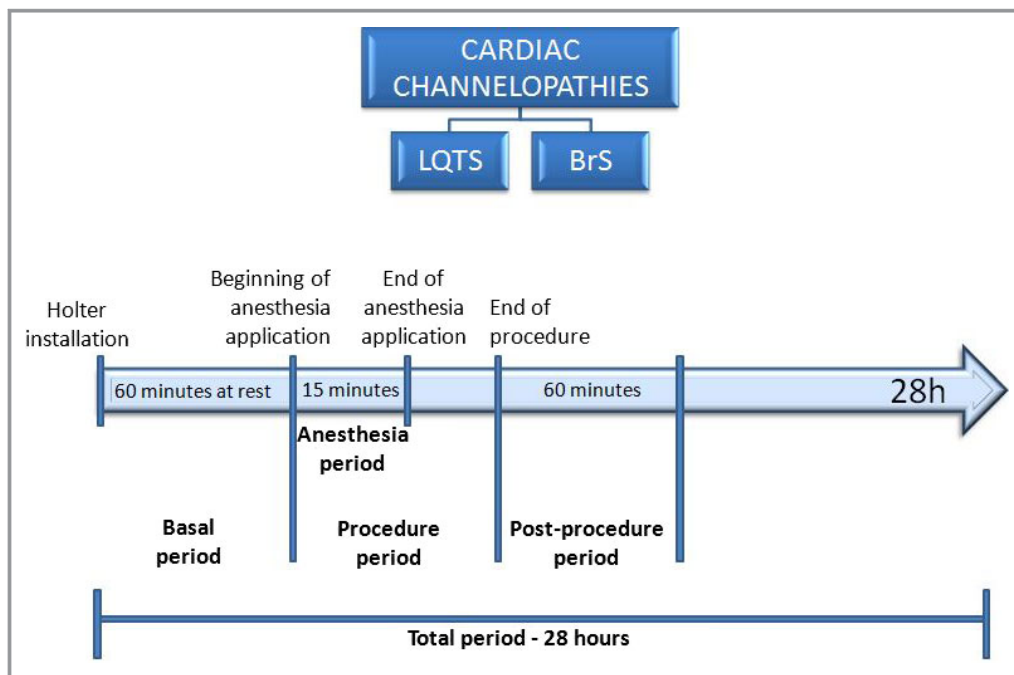 CARDIAC
CHANNELOPATHIES
LQTS
BrS
Holter
installation
Beginning of
anesthesia
application
End of
anesthesia
application
End of
procedure
60 minutes at rest
15 minutes
60 minutes
28h
Anesthesia
period
Basal
period
Procedure
period
Post-procedure
period
Total period - 28 hours